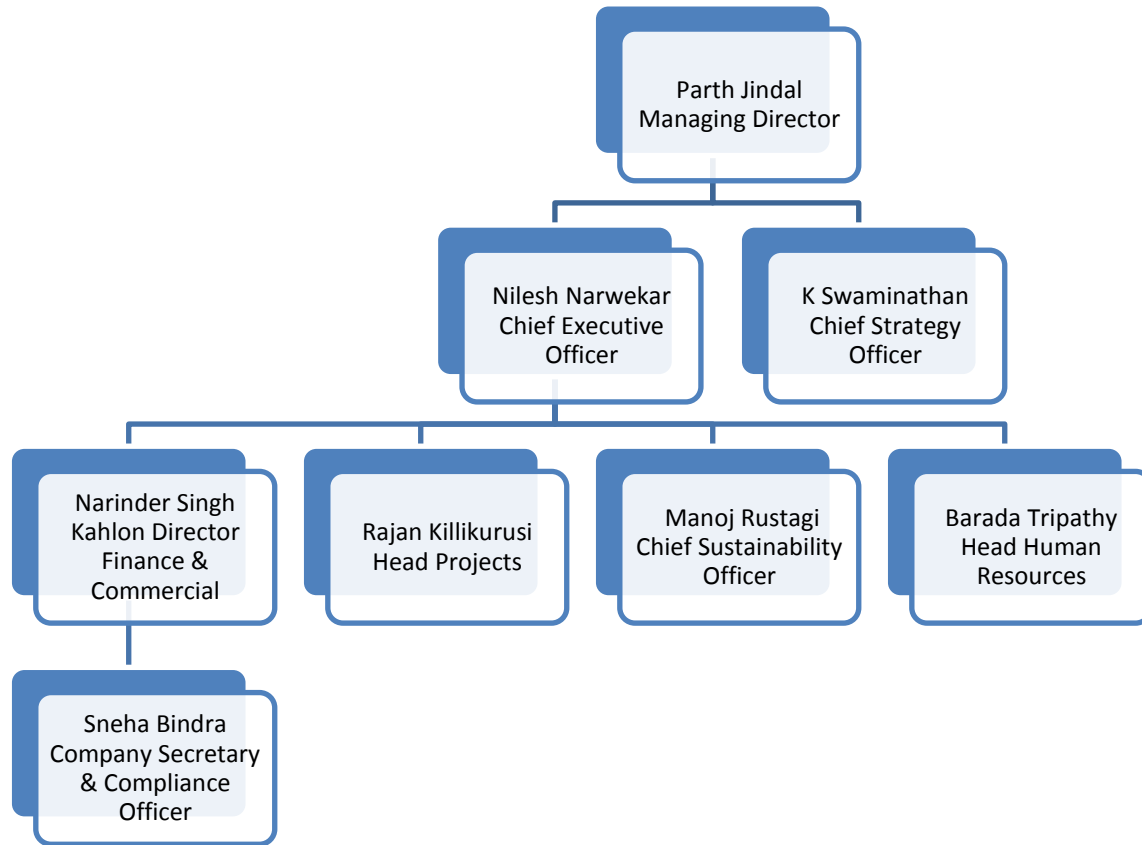 Parth Jindal
Managing Director
Nilesh Narwekar
Chief Executive
Officer
K Swaminathan
Chief Strategy
Officer
Narinder Singh
Kahlon Director
Finance &
Commercial
Rajan Killikurusi
Head Projects
Manoj Rustagi
Chief Sustainability
Officer
Barada Tripathy
Head Human
Resources
Sneha Bindra
Company Secretary
& Compliance
Officer